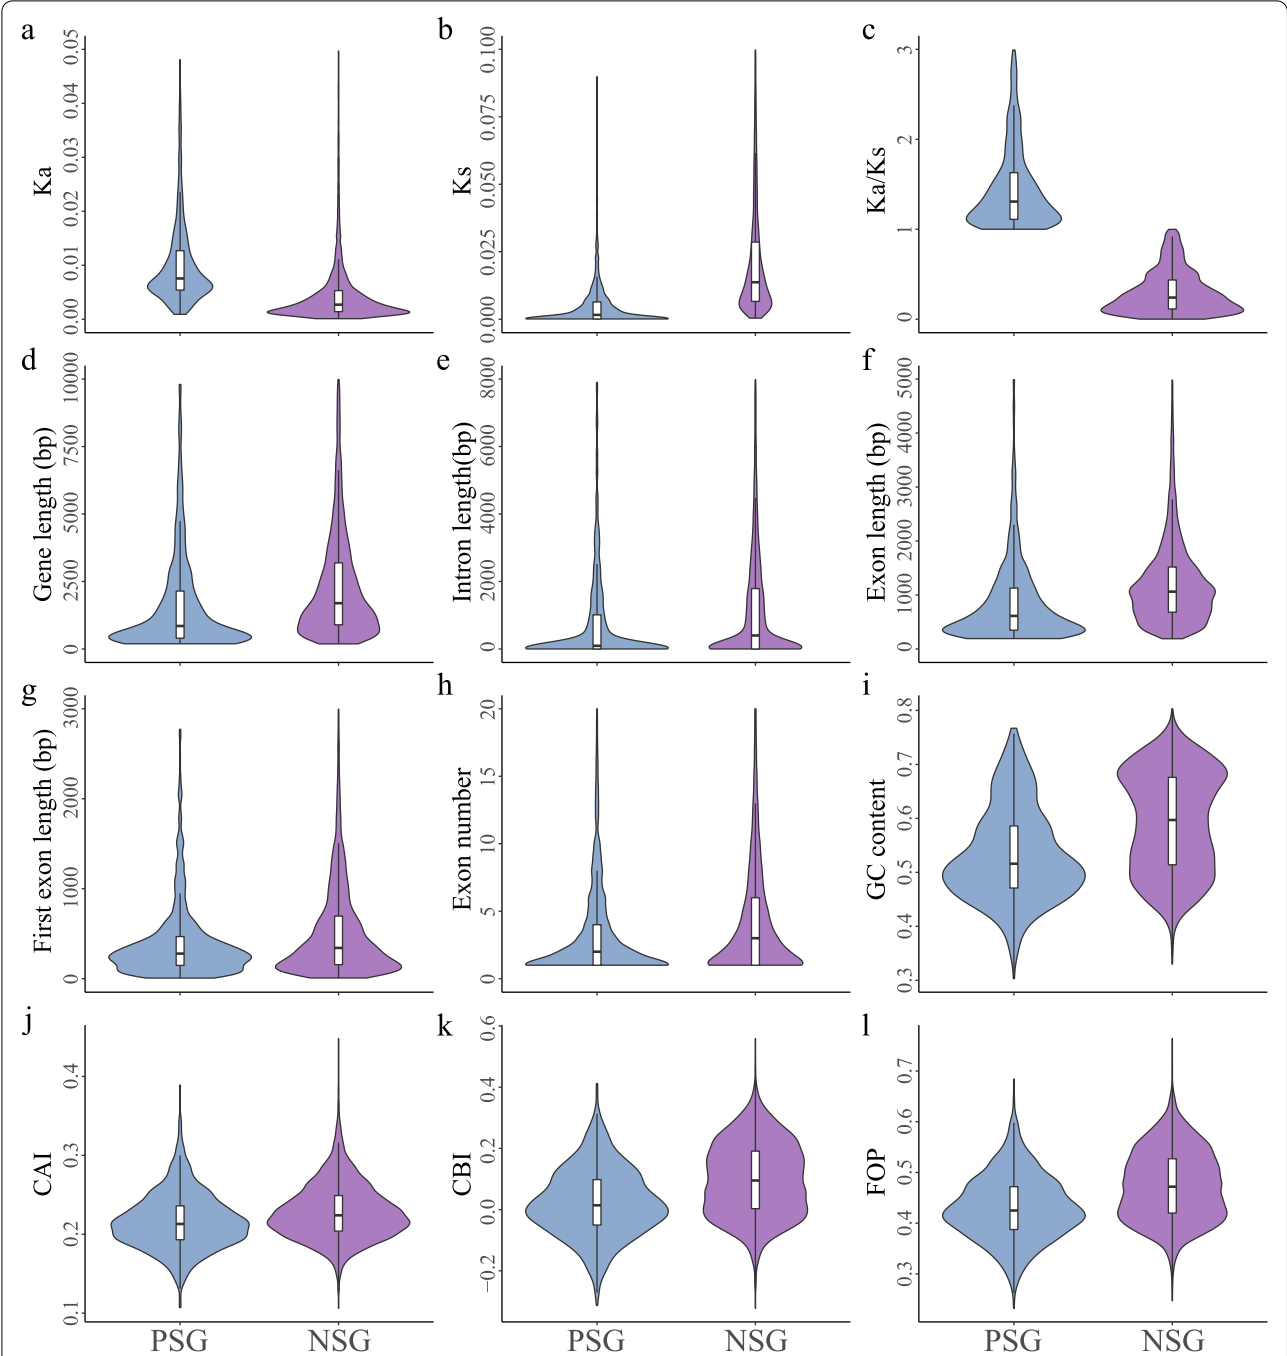 a
Ka
0.05
0.04
0.03
0.02
0.01
0.00
b
Ks
0.100
0.075
0.050
0.025
0.000
c
Ka/Ks
3
2
1
0
d
Gene length (bp)
10000
7500
5000
2500
0
e
Intron length(bp)
8000
6000
4000
2000
0
f
Exon length (bp)
5000
4000
3000
2000
1000
0
g
First exon length (bp)
3000
2000
1000
0
h
Exon number
20
15
10
5
0
i
GC content
0.8
0.7
0.6
0.5
0.4
0.3
j
CAI
0.4
0.3
0.2
0.1
PSG NSG
k
CBI
0.6
0.4
0.2
0.0
−0.2
PSG NSG
l
FOP
0.7
0.6
0.5
0.4
0.3
PSG NSG